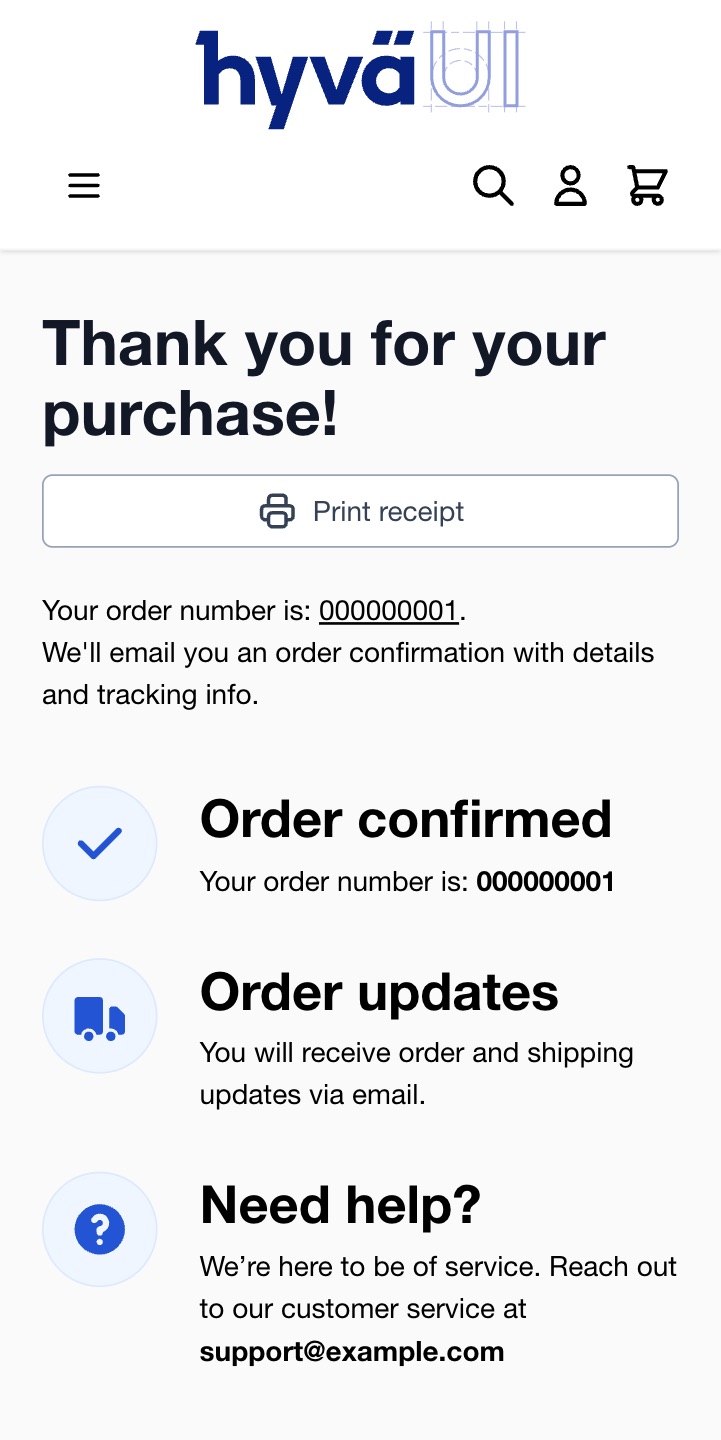 hyväUI
Thank you for your
purchase!
Print receipt
Your order number is: 000000001.
We'll email you an order confirmation with details
and tracking info.
Order confirmed
Your order number is: 000000001
Order updates
You will receive order and shipping
updates via email.
Need help?
We’re here to be of service. Reach out
to our customer service at
support@example.com